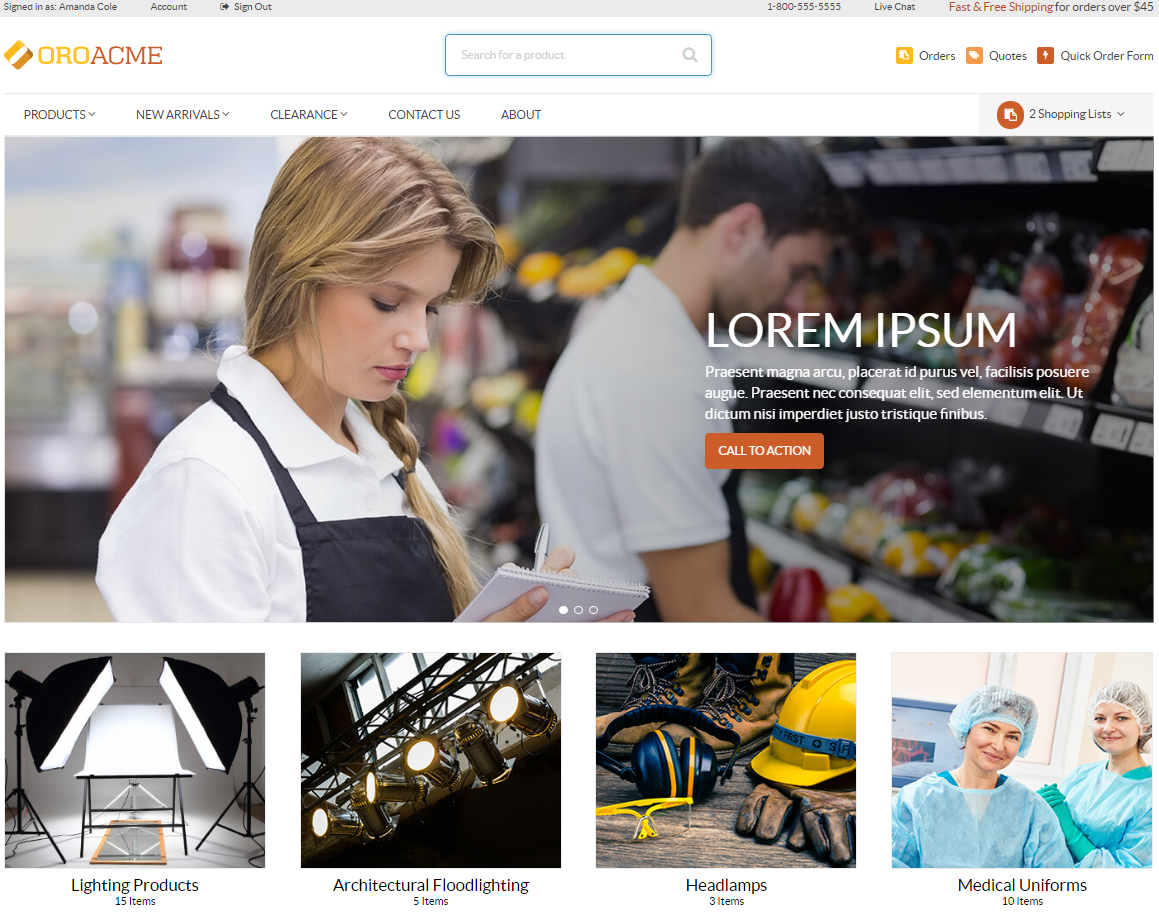 Signed in as: Amanda Cole Account Sign Out 1-800-555-5555 Live Chat Fast & Free Shipping for orders over $45
OROACME Search for a product Orders Quotes Quick Order Form
PRODUCTS NEW ARRIVALS CLEARANCE CONTACT US ABOUT 2 Shopping Lists
LOREM IPSUM
Praesent magna arcu, placerat id purus vel, facilisis posuere
augue. Praesent nec consequat elit, sed elementum elit. Ut
dictum nisi imperdiet justo tristique finibus.
CALL TO ACTION
Lighting Products Architectural Floodlighting Headlamps Medical Uniforms
15 Items 5 Items 3 Items 10 Items